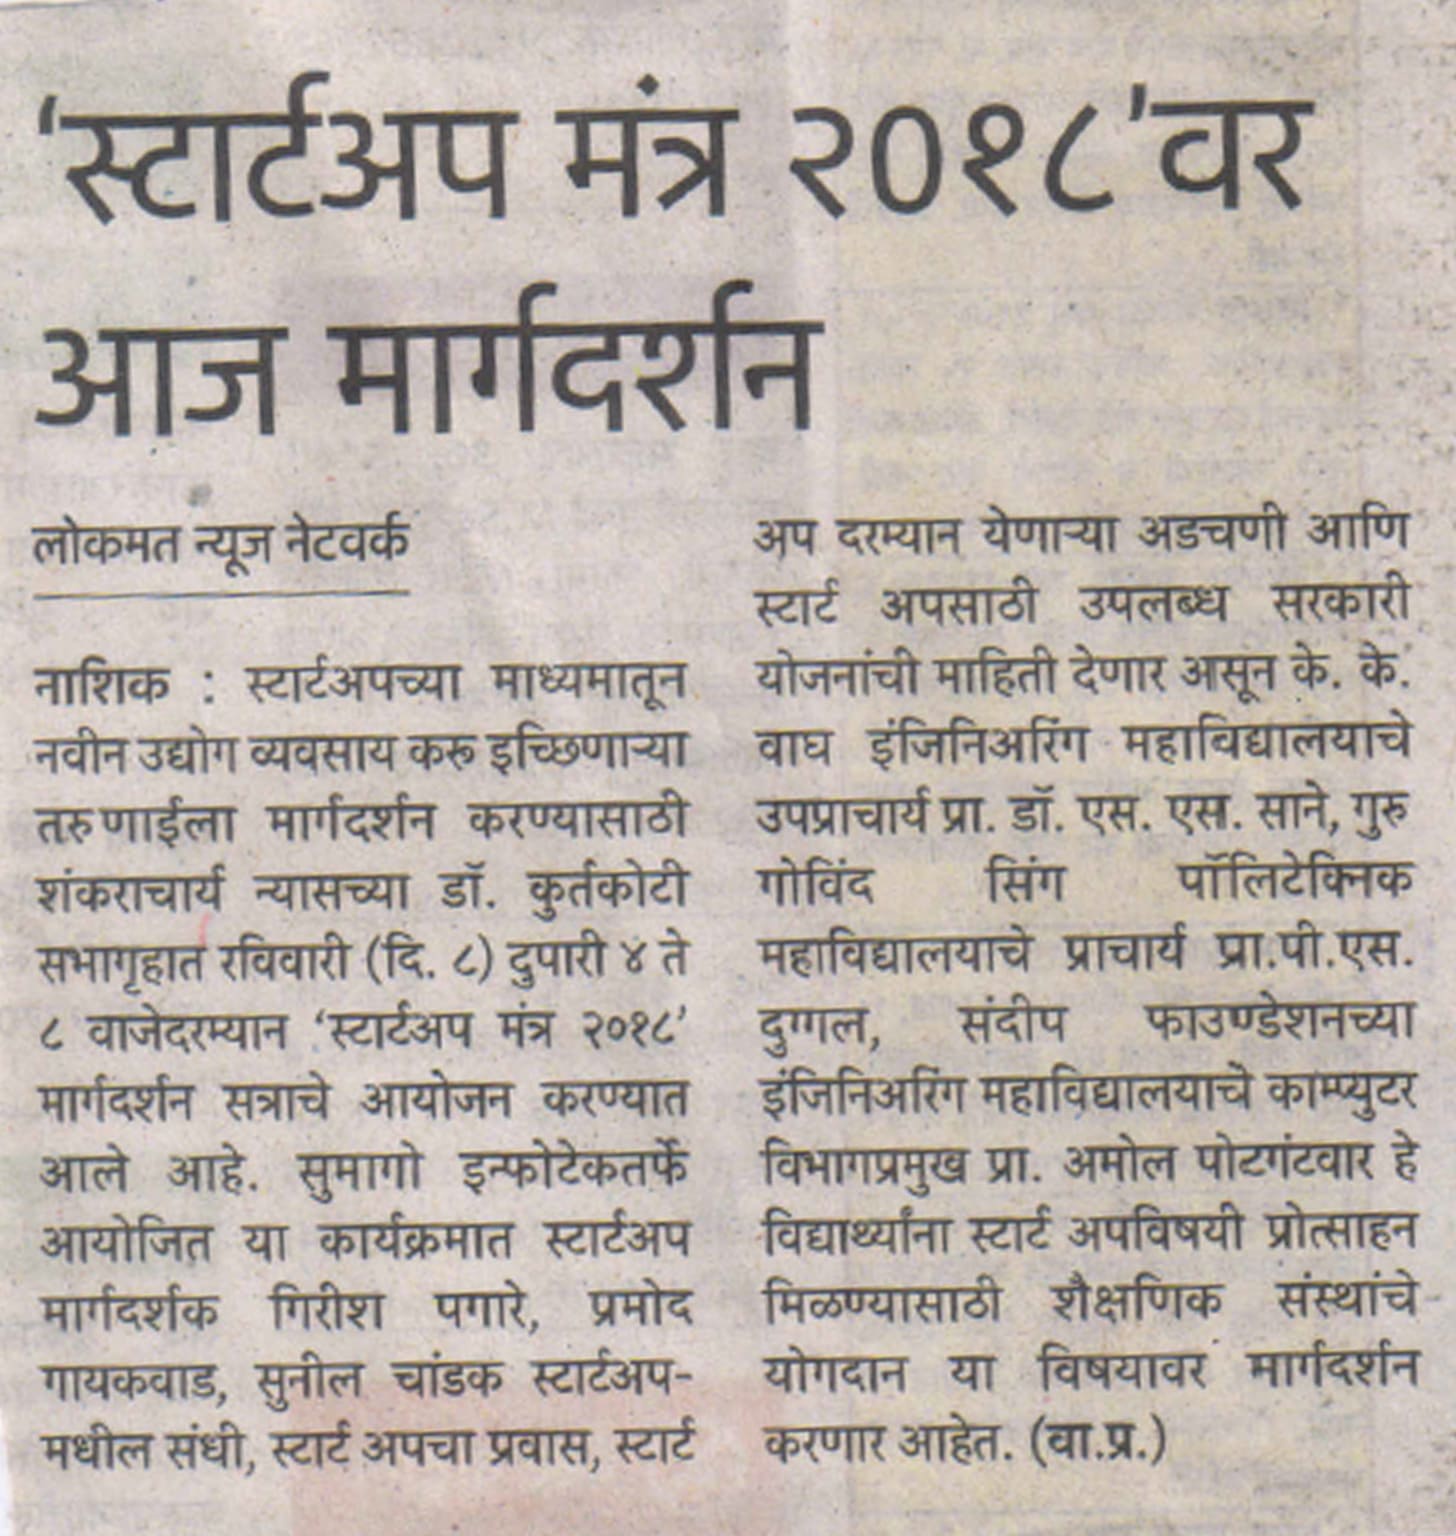 ‘स्टार्टअप मंत्र २०१८’वर
आज मार्गदर्शन
लोकमत न्यूज नेटवर्क
नाशिक : स्टार्टअपच्या माध्यमातून
नवीन उद्योग व्यवसाय करू इच्छिणाऱ्या
तरुणाईला मार्गदर्शन करण्यासाठी
शंकराचार्य न्यासच्या डॉ. कुर्तकोटी
सभागृहात रविवारी (दि. ८) दुपारी ४ ते
८ वाजेदरम्यान ‘स्टार्टअप मंत्र २०१८’
मार्गदर्शन सत्राचे आयोजन करण्यात
आले आहे. सुमागो इन्फोटेकतर्फे
आयोजित या कार्यक्रमात स्टार्टअप
मार्गदर्शक गिरीश पगारे, प्रमोद
गायकवाड, सुनील चांडक स्टार्टअप-
मधील संधी, स्टार्ट अपचा प्रवास, स्टार्ट
अप दरम्यान येणाऱ्या अडचणी आणि
स्टार्ट अपसाठी उपलब्ध सरकारी
योजनांची माहिती देणार असून के. के.
वाघ इंजिनिअरिंग महाविद्यालयाचे
उपप्राचार्य प्रा. डॉ. एस. एस. साने, गुरु
गोविंद सिंग पॉलिटेक्निक
महाविद्यालयाचे प्राचार्य प्रा.पी.एस.
दुग्गल, संदीप फाउण्डेशनच्या
इंजिनिअरिंग महाविद्यालयाचे काम्प्युटर
विभागप्रमुख प्रा. अमोल पोटगंटवार हे
विद्यार्थ्यांना स्टार्ट अपविषयी प्रोत्साहन
मिळण्यासाठी शैक्षणिक संस्थांचे
योगदान या विषयावर मार्गदर्शन
करणार आहेत. (वा.प्र.)